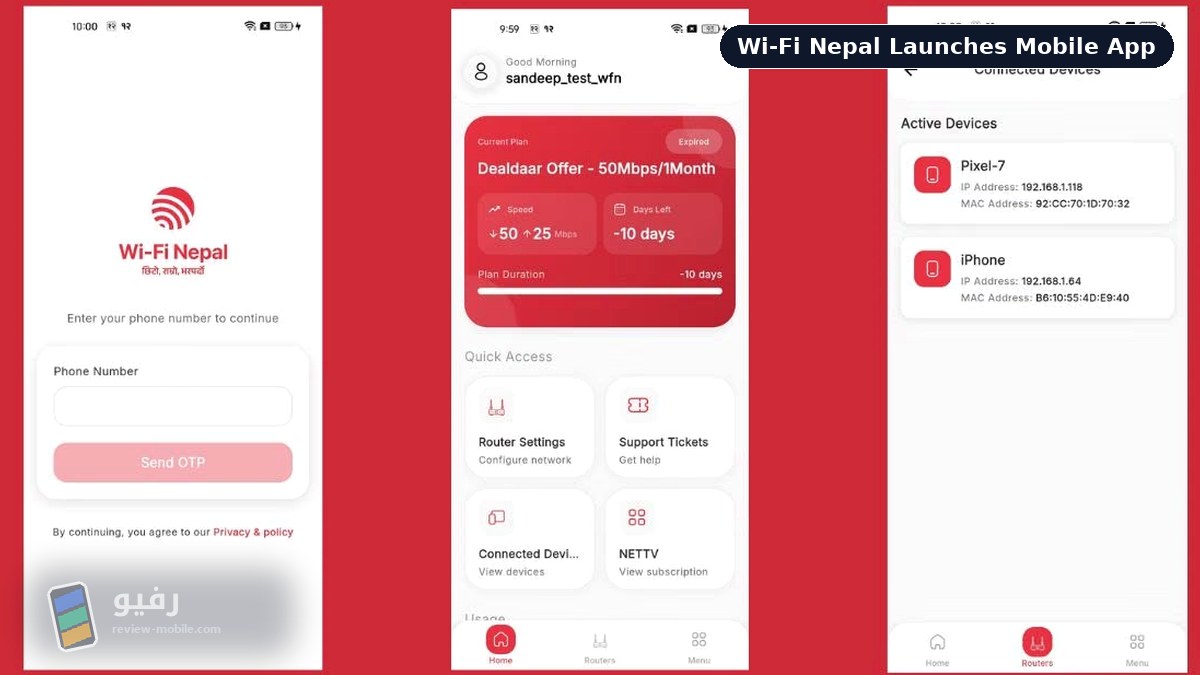 Wi-Fi Nepal Launches Mobile App
10:00
Wi-Fi Nepal
छिटो, राम्रो, भरपर्दो
Enter your phone number to continue
Phone Number
Send OTP
By continuing, you agree to our Privacy & policy
رفيو
review-mobile.com
9:59
Good Morning
sandeep_test_wfn
Current Plan
Expired
Dealdaar Offer - 50Mbps/1Month
Speed
↓50 ↑25 Mbps
Days Left
-10 days
Plan Duration
-10 days
Quick Access
Router Settings
Configure network
Support Tickets
Get help
Connected Devi...
View devices
NETTV
View subscription
Usage
Home
Routers
Menu
Connected Devices
Active Devices
Pixel-7
IP Address: 192.168.1.118
MAC Address: 92:CC:70:1D:70:32
iPhone
IP Address: 192.168.1.64
MAC Address: B6:10:55:4D:E9:40
Home
Routers
Menu